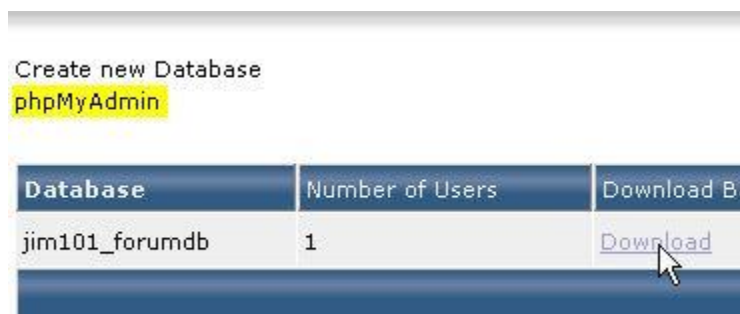 Create new Database
phpMyAdmin
Database Number of Users Download B
jim101_forumdb 1 Download